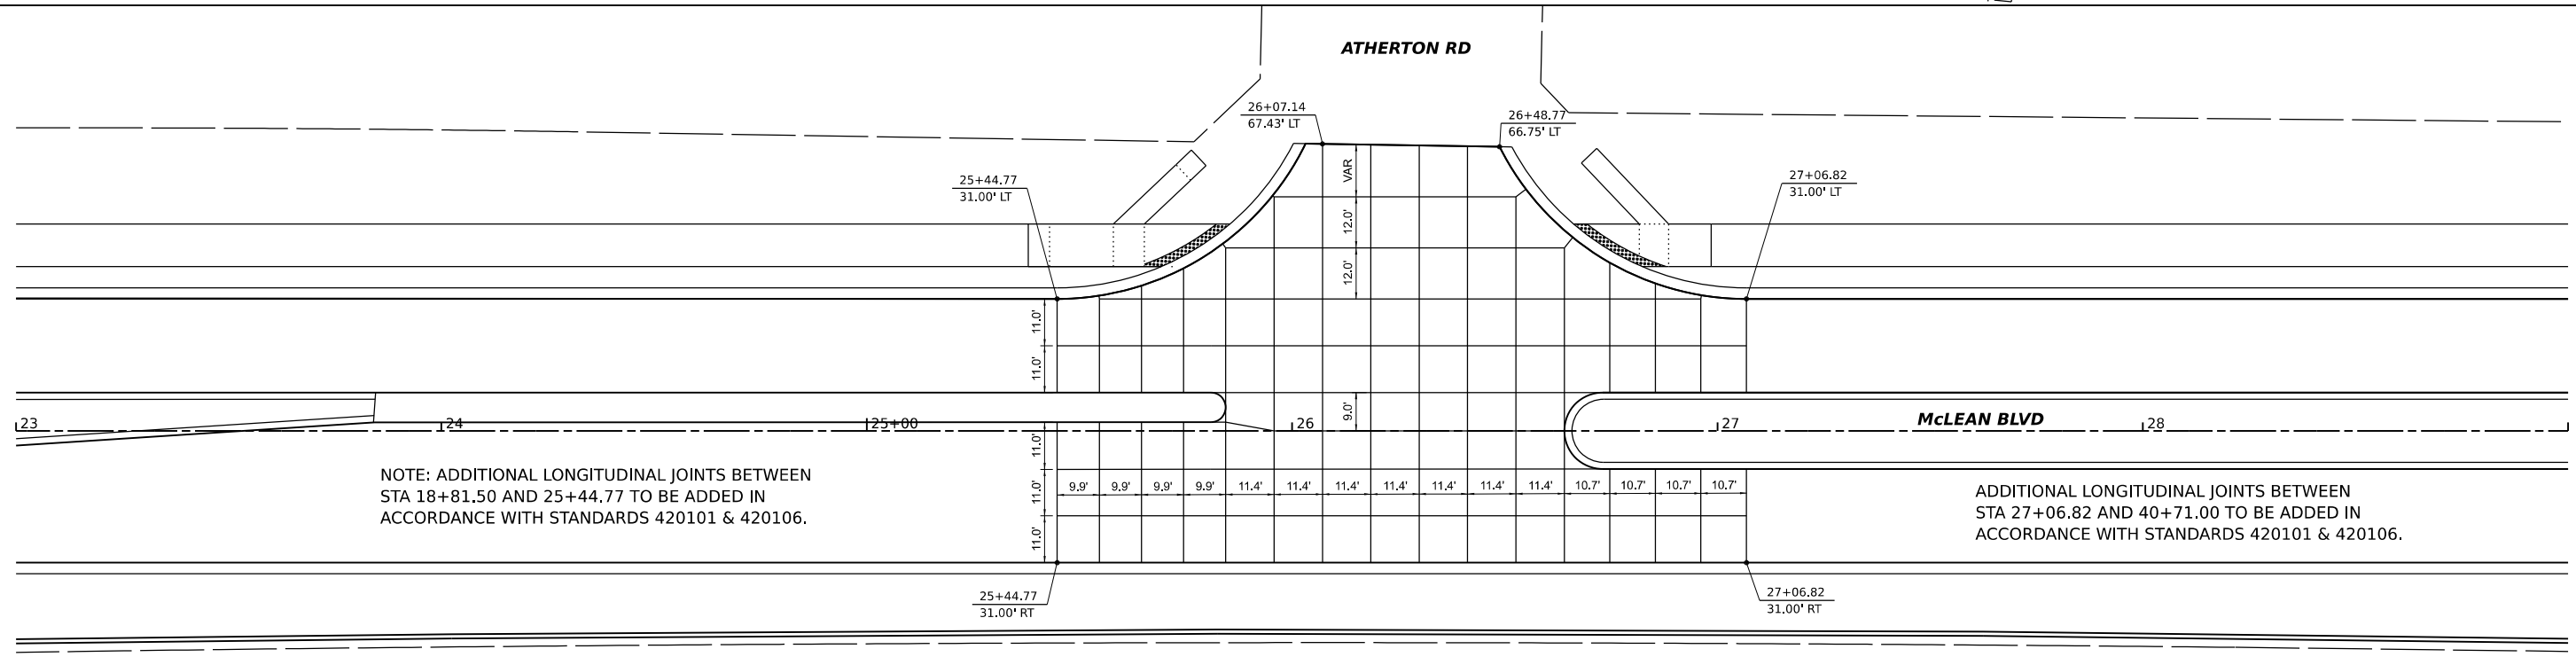 ATHERTON RD
26+07.14
67.43' LT
26+48.77
66.75' LT
25+44.77
31.00' LT
27+06.82
31.00' LT
VAR
12.0'
12.0'
11.0'
11.0'
9.0'
23
24
25+00
26
27
McLEAN BLVD
28
11.0'
11.0'
11.0'
9.9' 9.9' 9.9' 9.9' 11.4' 11.4' 11.4' 11.4' 11.4' 11.4' 11.4' 10.7' 10.7' 10.7' 10.7'
NOTE: ADDITIONAL LONGITUDINAL JOINTS BETWEEN
STA 18+81.50 AND 25+44.77 TO BE ADDED IN
ACCORDANCE WITH STANDARDS 420101 & 420106.
ADDITIONAL LONGITUDINAL JOINTS BETWEEN
STA 27+06.82 AND 40+71.00 TO BE ADDED IN
ACCORDANCE WITH STANDARDS 420101 & 420106.
25+44.77
31.00' RT
27+06.82
31.00' RT